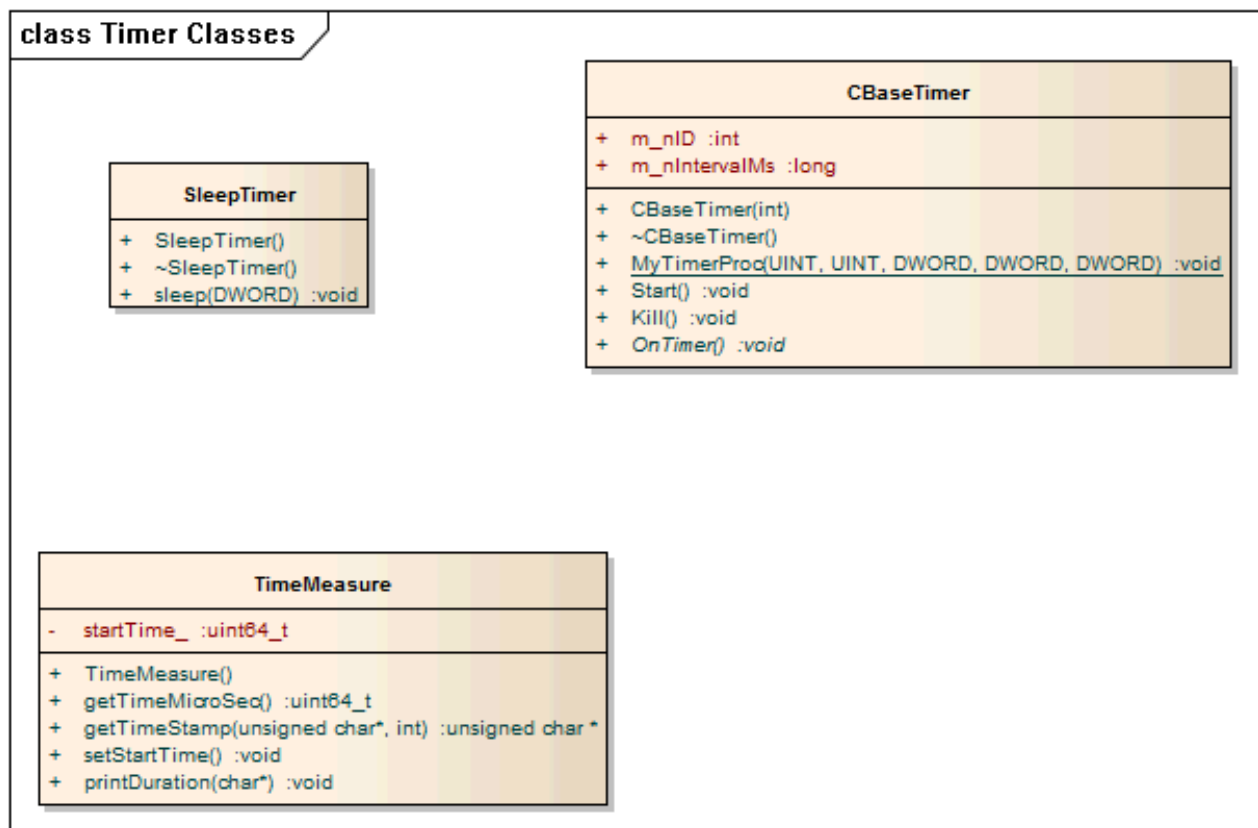 class Timer Classes
CBaseTimer
+ m_nID :int
+ m_nIntervalMs :long
+ CBaseTimer(int)
+ ~CBaseTimer()
+ MyTimerProc(UINT, UINT, DWORD, DWORD, DWORD) :void
+ Start() :void
+ Kill() :void
+ OnTimer() :void
SleepTimer
+ SleepTimer()
+ ~SleepTimer()
+ sleep(DWORD) :void
TimeMeasure
- startTime_ :uint64_t
+ TimeMeasure()
+ getTimeMicroSec() :uint64_t
+ getTimeStamp(unsigned char*, int) :unsigned char *
+ setStartTime() :void
+ printDuration(char*) :void